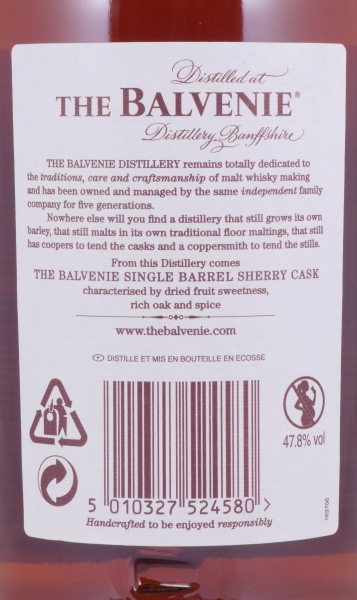 Distilled at
THE BALVENIE®
Distillery, Banffshire
THE BALVENIE DISTILLERY remains totally dedicated to
the traditions, care and craftsmanship of malt whisky making
and has been owned and managed by the same independent family
company for five generations.
Nowhere else will you find a distillery that still grows its own
barley, that still malts in its own traditional floor maltings, that still
has coopers to tend the casks and a coppersmith to tend the stills.
From this Distillery comes
THE BALVENIE SINGLE BARREL SHERRY CASK
characterised by dried fruit sweetness,
rich oak and spice
www.thebalvenie.com
F DISTILLE ET MIS EN BOUTEILLE EN ECOSSE
47.8% vol
5 010327 524580 >
Handcrafted to be enjoyed responsibly
163706